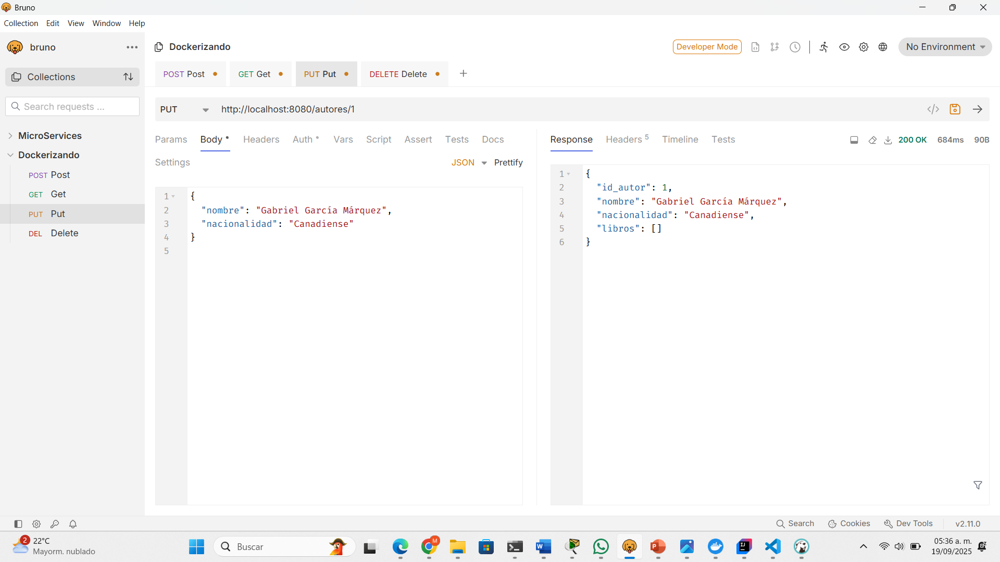 Bruno
Collection Edit View Window Help
bruno
Dockerizando
Developer Mode
No Environment
Collections
POST Post
GET Get
PUT Put
DELETE Delete
Search requests ...
PUT
http://localhost:8080/autores/1
MicroServices
Dockerizando
POST Post
GET Get
PUT Put
DEL Delete
Params Body Headers Auth Vars Script Assert Tests Docs
Settings
JSON Prettify
1 {
2 "nombre": "Gabriel García Márquez",
3 "nacionalidad": "Canadiense"
4 }
5
Response Headers 5 Timeline Tests
200 OK 684ms 90B
1 {
2 "id_autor": 1,
3 "nombre": "Gabriel García Márquez",
4 "nacionalidad": "Canadiense",
5 "libros": []
6 }
Search Cookies Dev Tools v2.11.0
2
22°C
Mayorm. nublado
Buscar
M
W
P
IJ
05:36 a. m.
19/09/2025